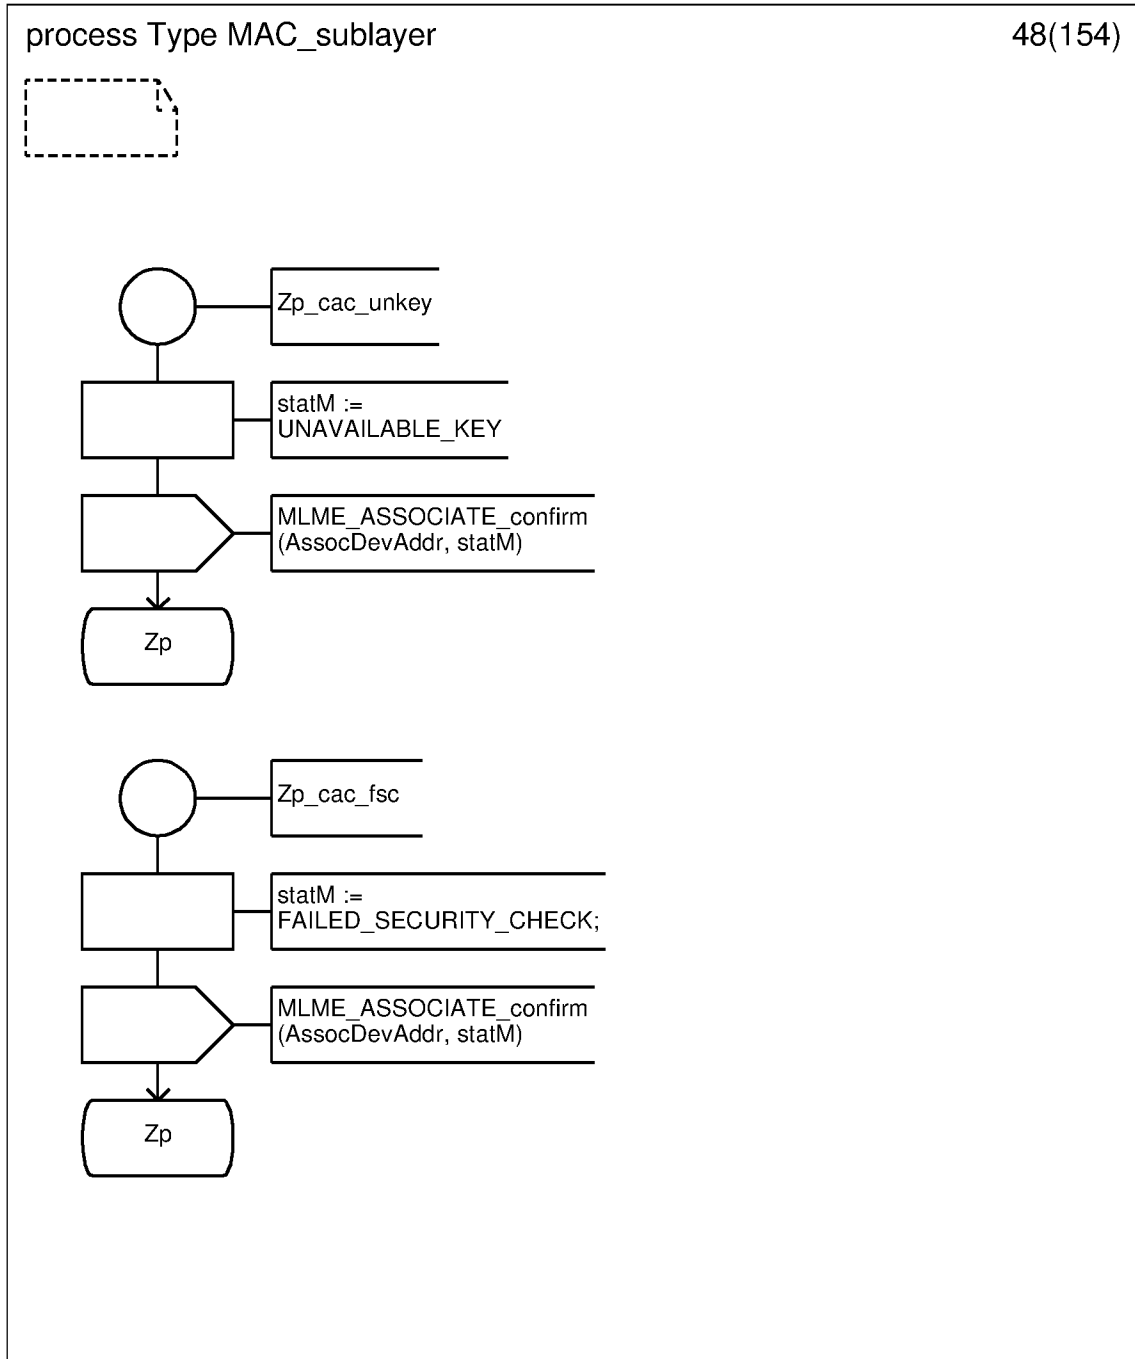 process Type MAC_sublayer
48(154)
Zp_cac_unkey
statM :=
UNAVAILABLE_KEY
MLME_ASSOCIATE_confirm
(AssocDevAddr, statM)
Zp
Zp_cac_fsc
statM :=
FAILED_SECURITY_CHECK;
MLME_ASSOCIATE_confirm
(AssocDevAddr, statM)
Zp